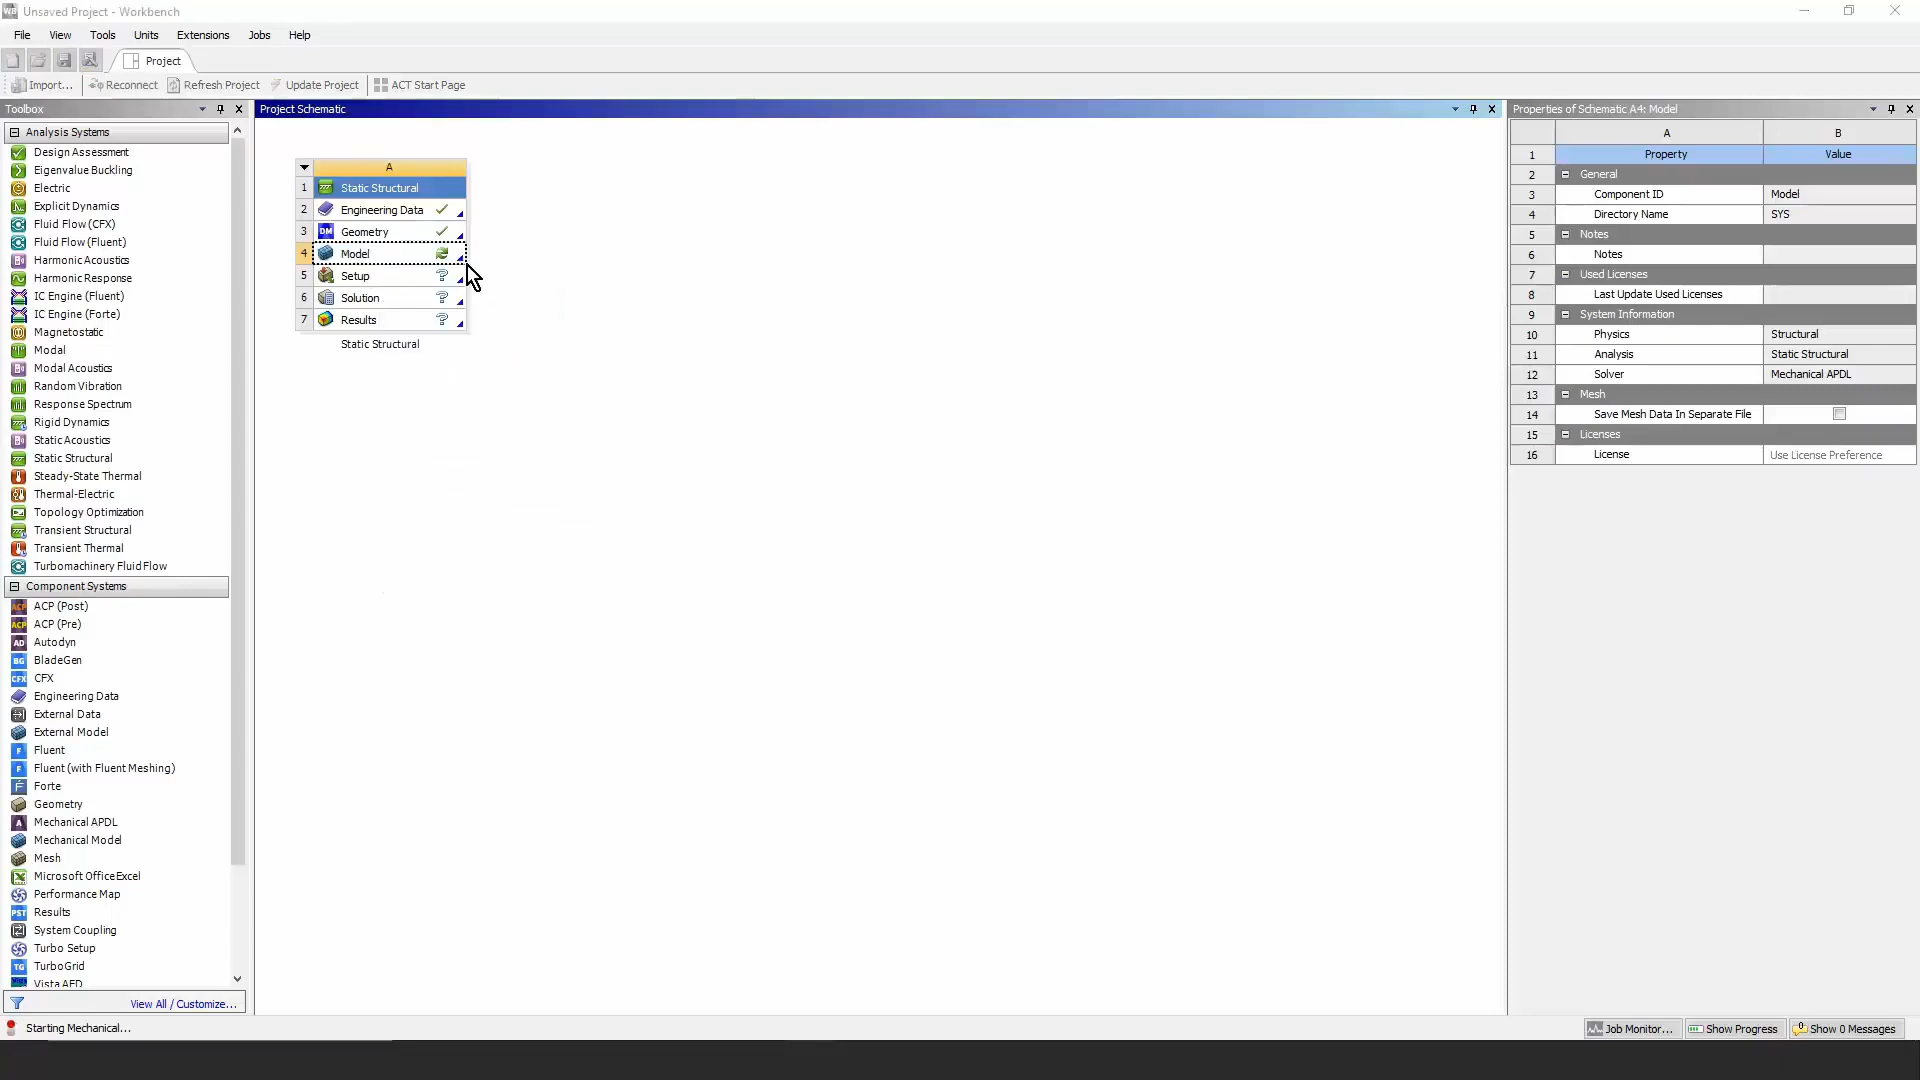 Unsaved Project - Workbench
File View Tools Units Extensions Jobs Help
Project
Import... Reconnect Refresh Project Update Project ACT Start Page
Toolbox
Analysis Systems
Design Assessment
Eigenvalue Buckling
Electric
Explicit Dynamics
Fluid Flow (CFX)
Fluid Flow (Fluent)
Harmonic Acoustics
Harmonic Response
IC Engine (Fluent)
IC Engine (Forte)
Magnetostatic
Modal
Modal Acoustics
Random Vibration
Response Spectrum
Rigid Dynamics
Static Acoustics
Static Structural
Steady-State Thermal
Thermal-Electric
Topology Optimization
Transient Structural
Transient Thermal
Turbomachinery Fluid Flow
Component Systems
ACP (Post)
ACP (Pre)
Autodyn
BladeGen
CFX
Engineering Data
External Data
External Model
Fluent
Fluent (with Fluent Meshing)
Forte
Geometry
Mechanical APDL
Mechanical Model
Mesh
Microsoft Office Excel
Performance Map
Results
System Coupling
Turbo Setup
TurboGrid
Vista AFD
View All / Customize...
Project Schematic
A
1 Static Structural
2 Engineering Data
3 DM Geometry
4 Model
5 Setup ?
6 Solution ?
7 Results ?
Static Structural
Properties of Schematic A4: Model
A B
1 Property Value
2 General
3 Component ID Model
4 Directory Name SYS
5 Notes
6 Notes
7 Used Licenses
8 Last Update Used Licenses
9 System Information
10 Physics Structural
11 Analysis Static Structural
12 Solver Mechanical APDL
13 Mesh
14 Save Mesh Data In Separate File
15 Licenses
16 License Use License Preference
Starting Mechanical...
Job Monitor... Show Progress Show 0 Messages